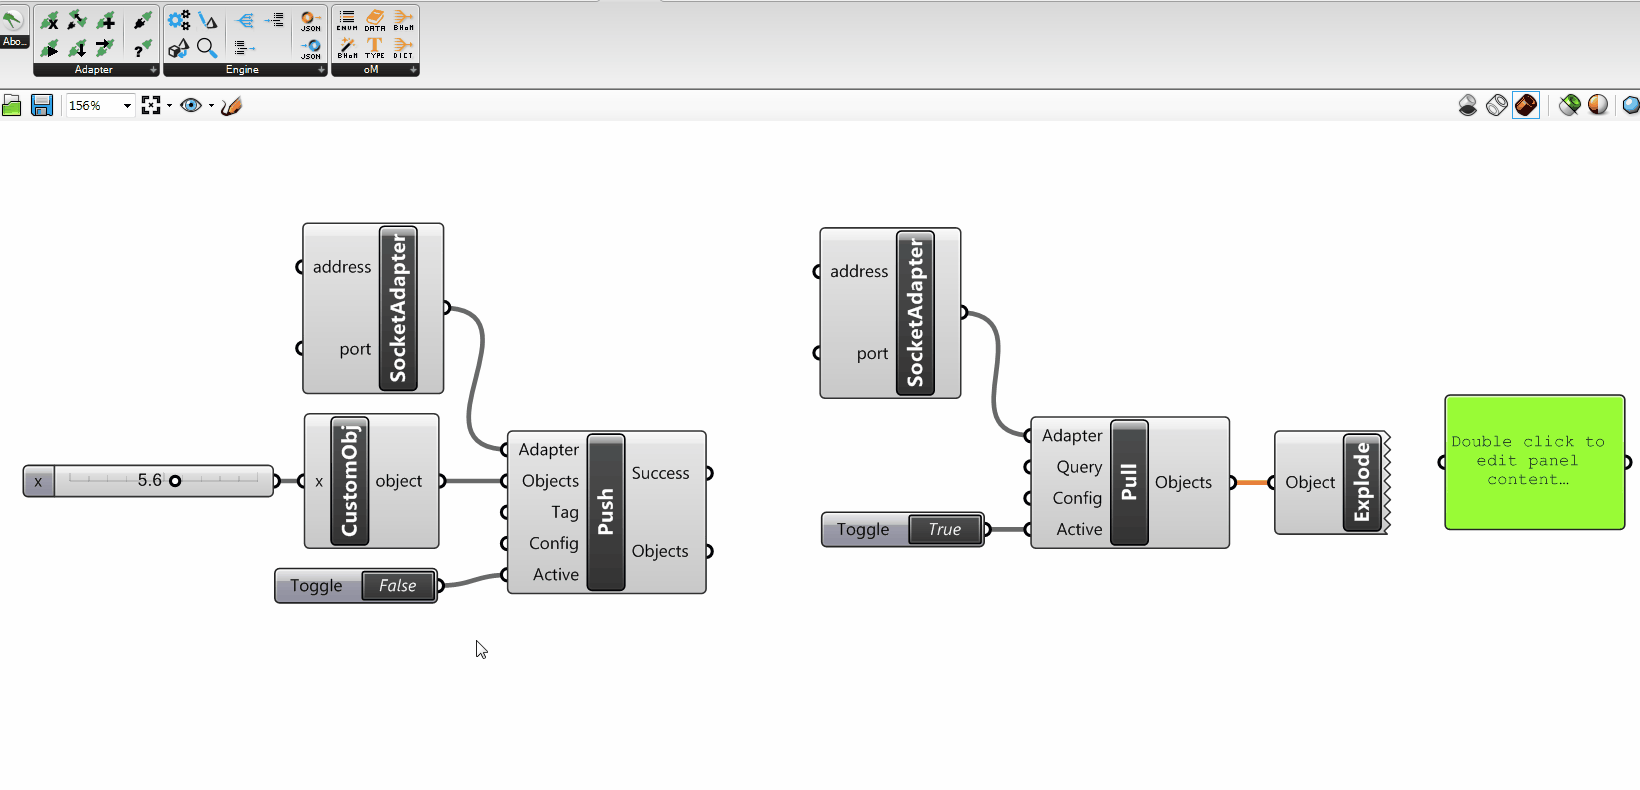 Abo_
JSON
ENUM DATA BHoM
JSON
BHoM TYPE DICT
Adapter
Engine
oM
156%
address
port
SocketAdapter
x 5.6
x
CustomObj
object
Toggle False
Adapter
Objects
Tag
Config
Active
Push
Success
Objects
address
port
SocketAdapter
Toggle True
Adapter
Query
Config
Active
Pull
Objects
Object
Explode
Double click to
edit panel
content…